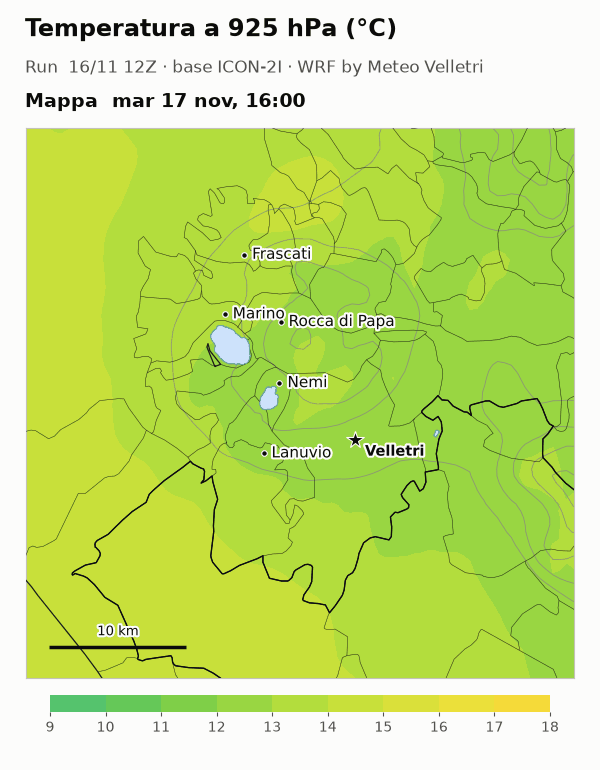 Temperatura a 925 hPa (°C)
Run 16/11 12Z · base ICON-2I · WRF by Meteo Velletri
Mappa mar 17 nov, 16:00
Frascati
Marino
Rocca di Papa
Nemi
Velletri
Lanuvio
10 km
9 10 11 12 13 14 15 16 17 18